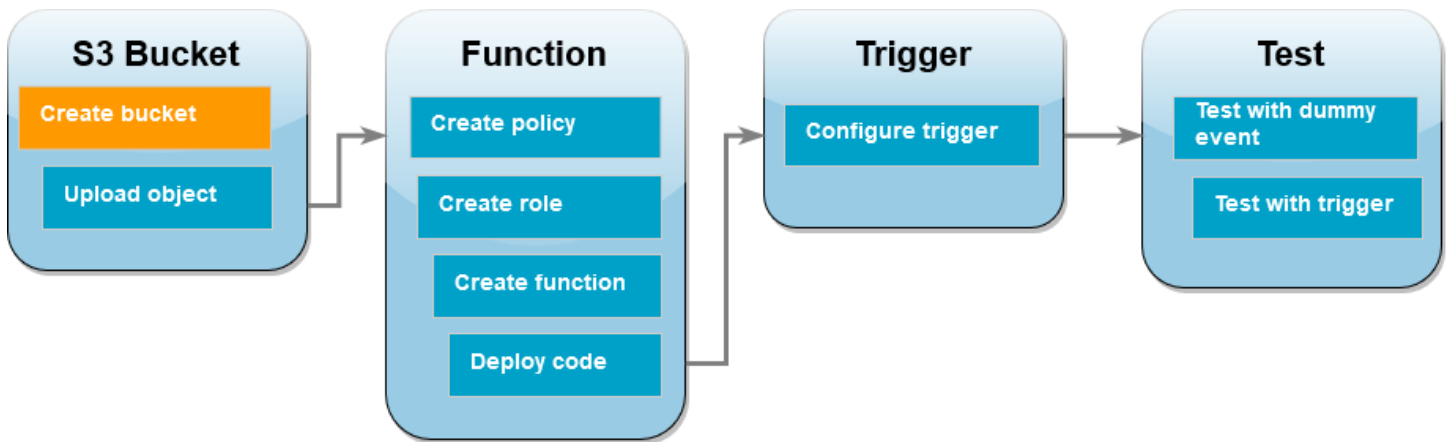 S3 Bucket
Create bucket
Upload object
Function
Create policy
Create role
Create function
Deploy code
Trigger
Configure trigger
Test
Test with dummy
event
Test with trigger